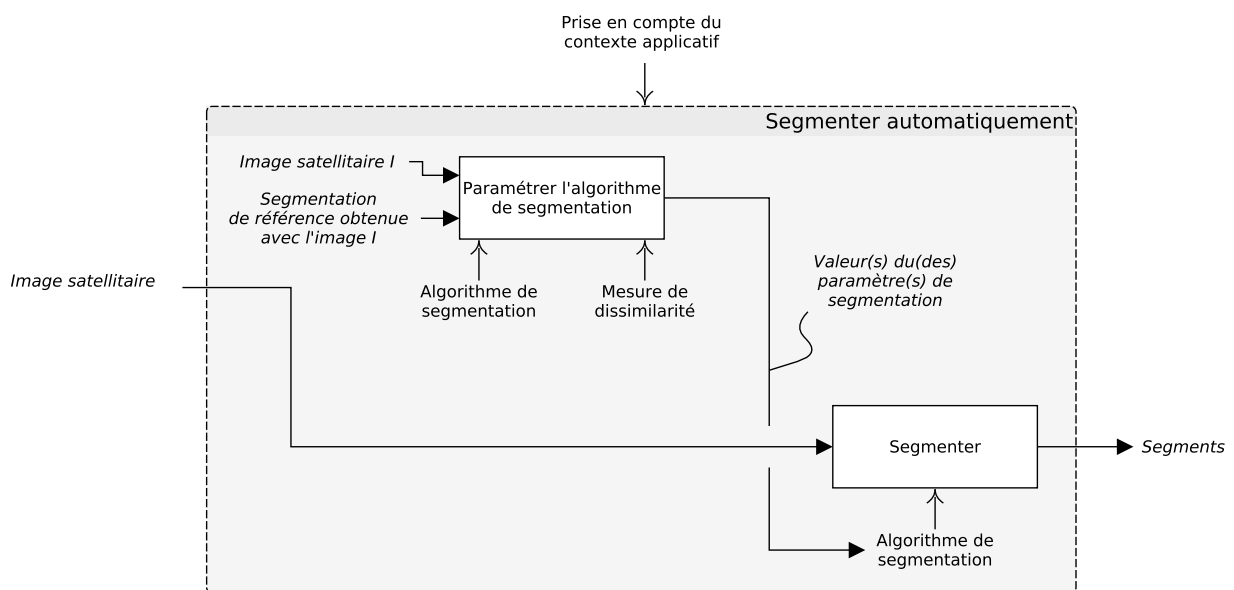 Prise en compte du
contexte applicatif
Segmenter automatiquement
Image satellitaire I
Segmentation
de référence obtenue
avec l'image I
Paramétrer l'algorithme
de segmentation
Algorithme de
segmentation
Mesure de
dissimilarité
Valeur(s) du(des)
paramètre(s) de
segmentation
Image satellitaire
Segmenter
Segments
Algorithme de
segmentation